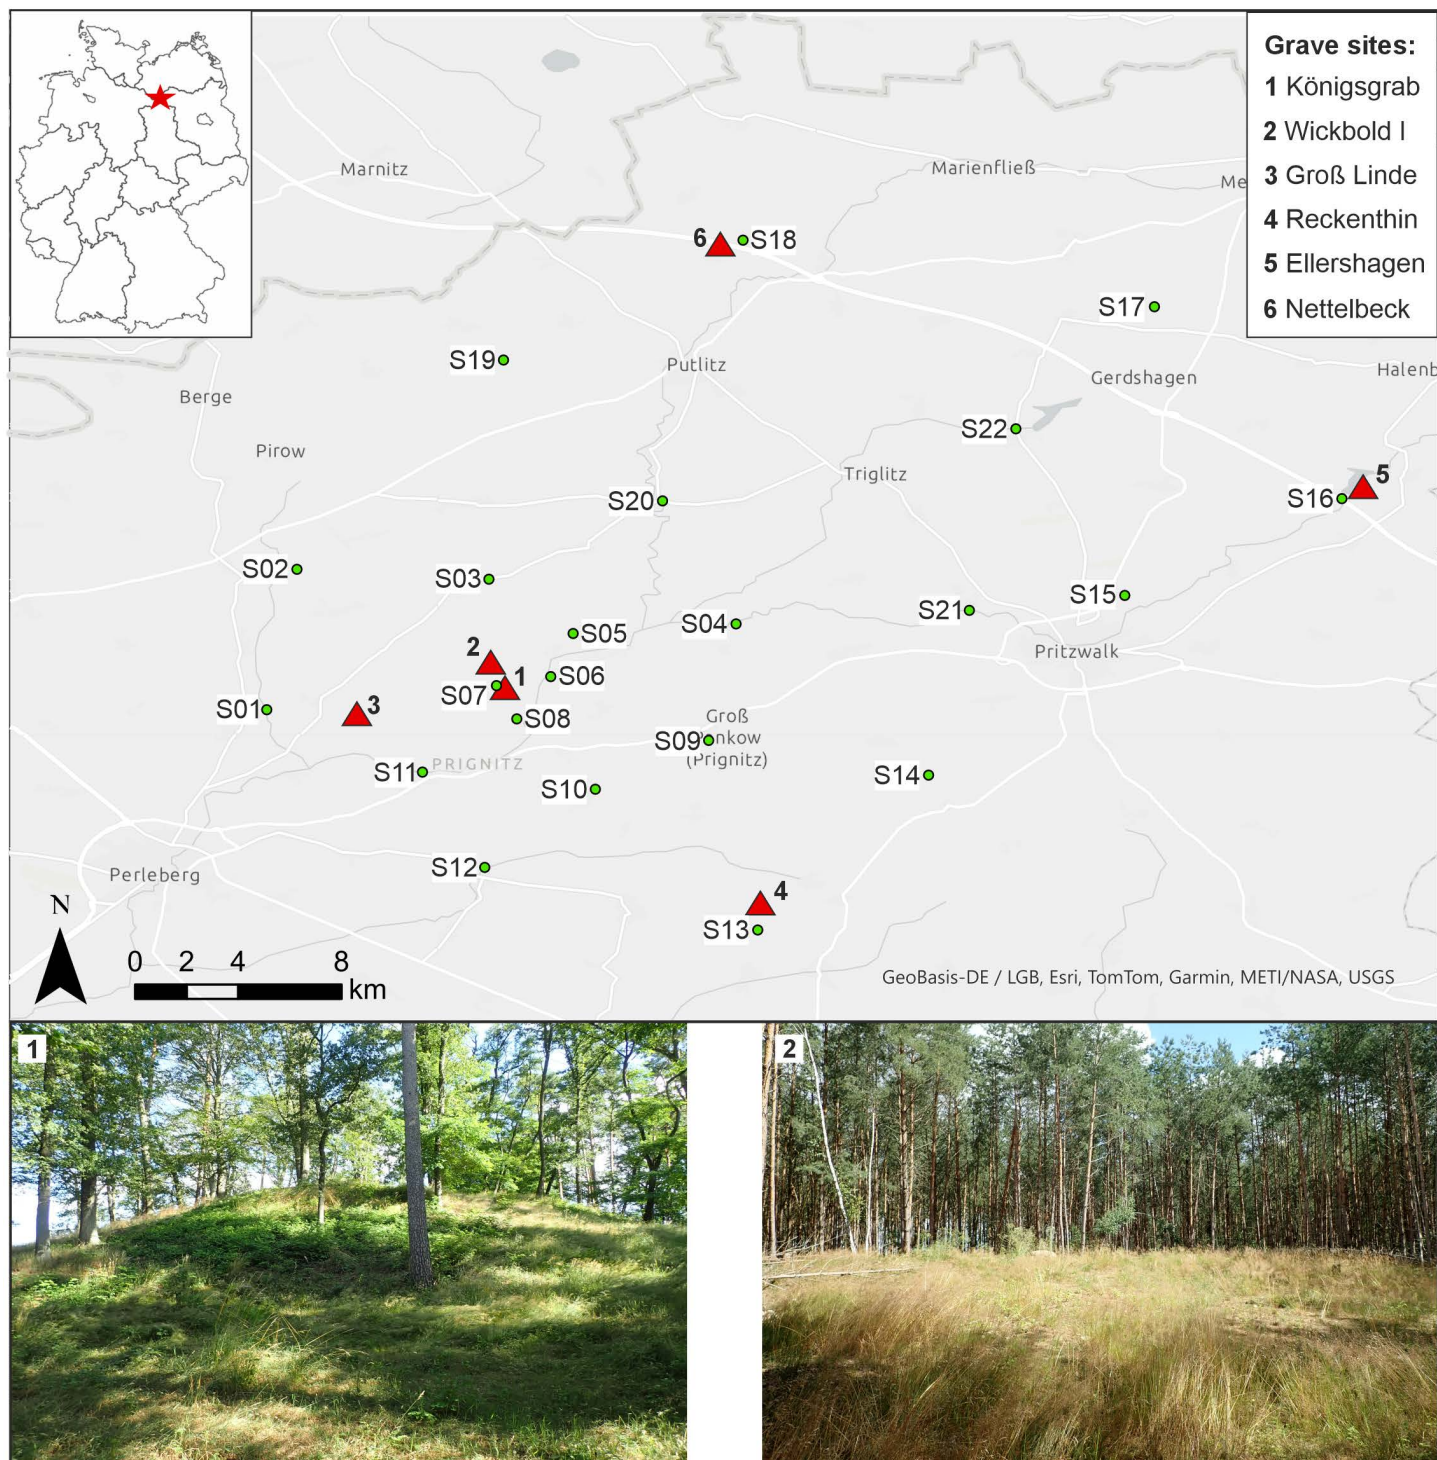 Grave sites:
1 Königsgrab
2 Wickbold I
3 Groß Linde
4 Reckenthin
5 Ellershagen
6 Nettelbeck
Marnitz
Marienfließ
Me
6
S18
S17
S19
Putlitz
Gerdshagen
Halenb
Berge
S22
Pirow
Triglitz
5
S20
S16
S02
S03
S15
S21
S05
S04
2
Pritzwalk
1
S06
S07
3
S01
S08
Groß
S09
(Prignitz)
PRIGNITZ
S11
S14
S10
S12
Perleberg
4
N
S13
0 2 4 8
km
GeoBasis-DE / LGB, Esri, TomTom, Garmin, METI/NASA, USGS
1
2